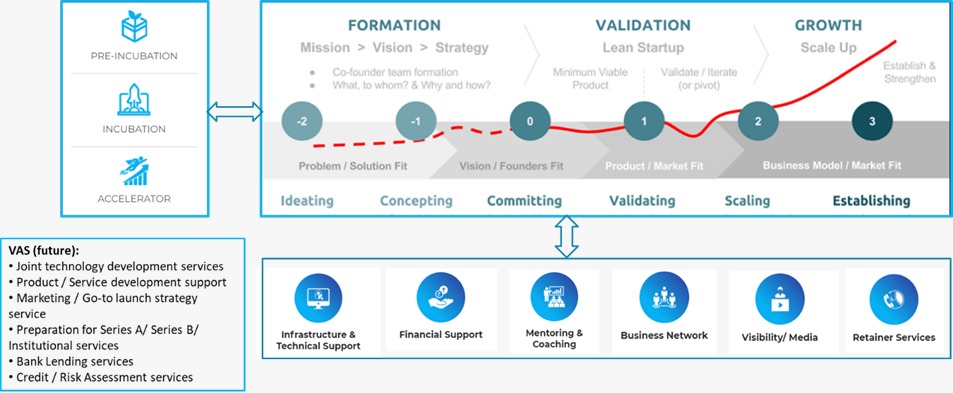 PRE-INCUBATION
INCUBATION
ACCELERATOR
FORMATION
Mission > Vision > Strategy
● Co-founder team formation
● What, to whom? & Why and how?
VALIDATION
Lean Startup
Minimum Viable
Product
Validate / Iterate
(or pivot)
GROWTH
Scale Up
Establish &
Strengthen
-2
-1
0
1
2
3
Problem / Solution Fit
Vision / Founders Fit
Product / Market Fit
Business Model / Market Fit
Ideating
Concepting
Committing
Validating
Scaling
Establishing
VAS (future):
• Joint technology development services
• Product / Service development support
• Marketing / Go-to launch strategy
service
• Preparation for Series A/ Series B/
Institutional services
• Bank Lending services
• Credit / Risk Assessment services
Infrastructure &
Technical Support
Financial Support
Mentoring &
Coaching
Business Network
Visibility/ Media
Retainer Services